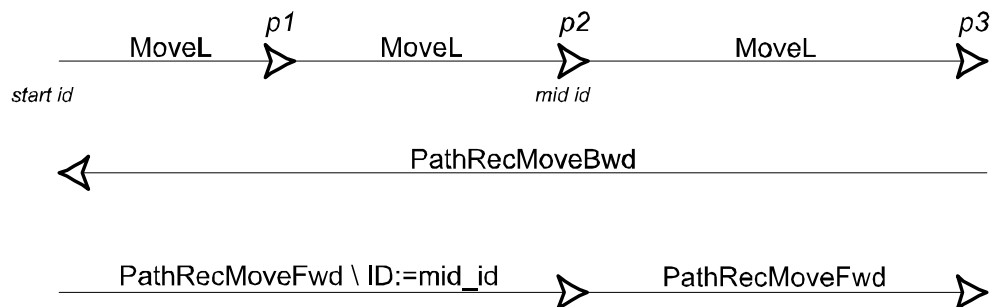 p1 p2 p3
MoveL MoveL MoveL
start id mid id
PathRecMoveBwd
PathRecMoveFwd \ ID:=mid_id PathRecMoveFwd